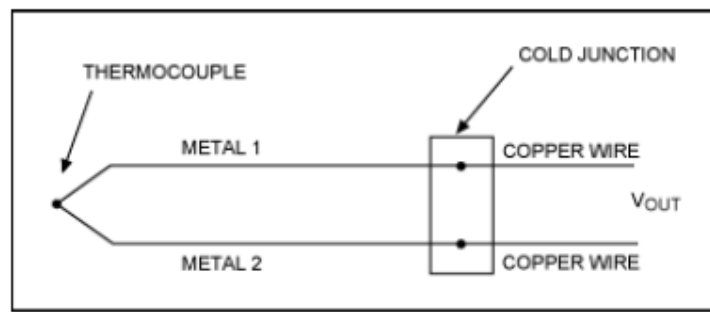 THERMOCOUPLE
COLD JUNCTION
METAL 1
COPPER WIRE
VOUT
METAL 2
COPPER WIRE